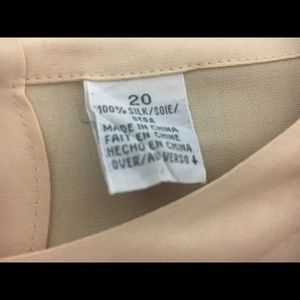 20
100% SILK/SOIE/
SEDA
MADE IN CHINA
FAIT EN CHINE
HECHO EN CHINA
OVER/AU VERSO